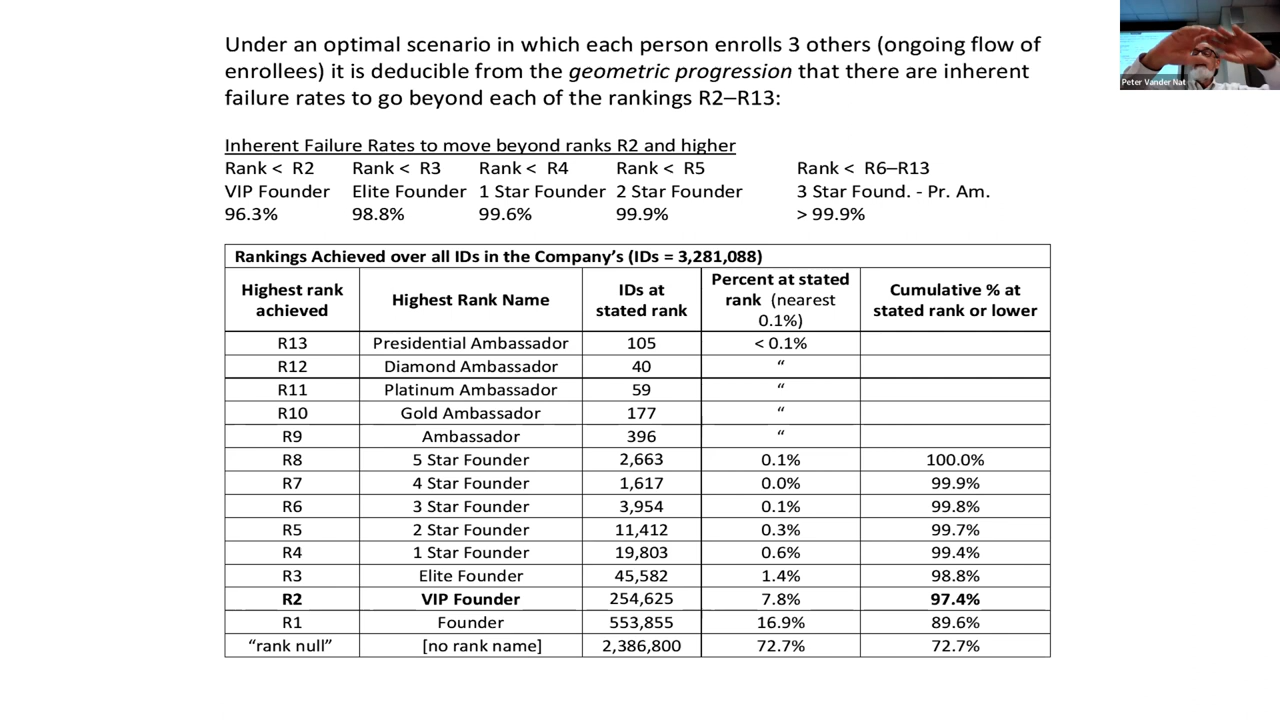 Under an optimal scenario in which each person enrolls 3 others (ongoing flow of
enrollees) it is deducible from the geometric progression that there are inherent
failure rates to go beyond each of the rankings R2–R13:
Peter Vander Nat
Inherent Failure Rates to move beyond ranks R2 and higher
Rank < R2 Rank < R3 Rank < R4 Rank < R5 Rank < R6–R13
VIP Founder Elite Founder 1 Star Founder 2 Star Founder 3 Star Found. - Pr. Am.
96.3% 98.8% 99.6% 99.9% > 99.9%
Rankings Achieved over all IDs in the Company's (IDs = 3,281,088)
Highest rank achieved Highest Rank Name IDs at stated rank Percent at stated rank (nearest 0.1%) Cumulative % at stated rank or lower
R13 Presidential Ambassador 105 < 0.1%
R12 Diamond Ambassador 40 “
R11 Platinum Ambassador 59 “
R10 Gold Ambassador 177 “
R9 Ambassador 396 “
R8 5 Star Founder 2,663 0.1% 100.0%
R7 4 Star Founder 1,617 0.0% 99.9%
R6 3 Star Founder 3,954 0.1% 99.8%
R5 2 Star Founder 11,412 0.3% 99.7%
R4 1 Star Founder 19,803 0.6% 99.4%
R3 Elite Founder 45,582 1.4% 98.8%
R2 VIP Founder 254,625 7.8% 97.4%
R1 Founder 553,855 16.9% 89.6%
“rank null” [no rank name] 2,386,800 72.7% 72.7%